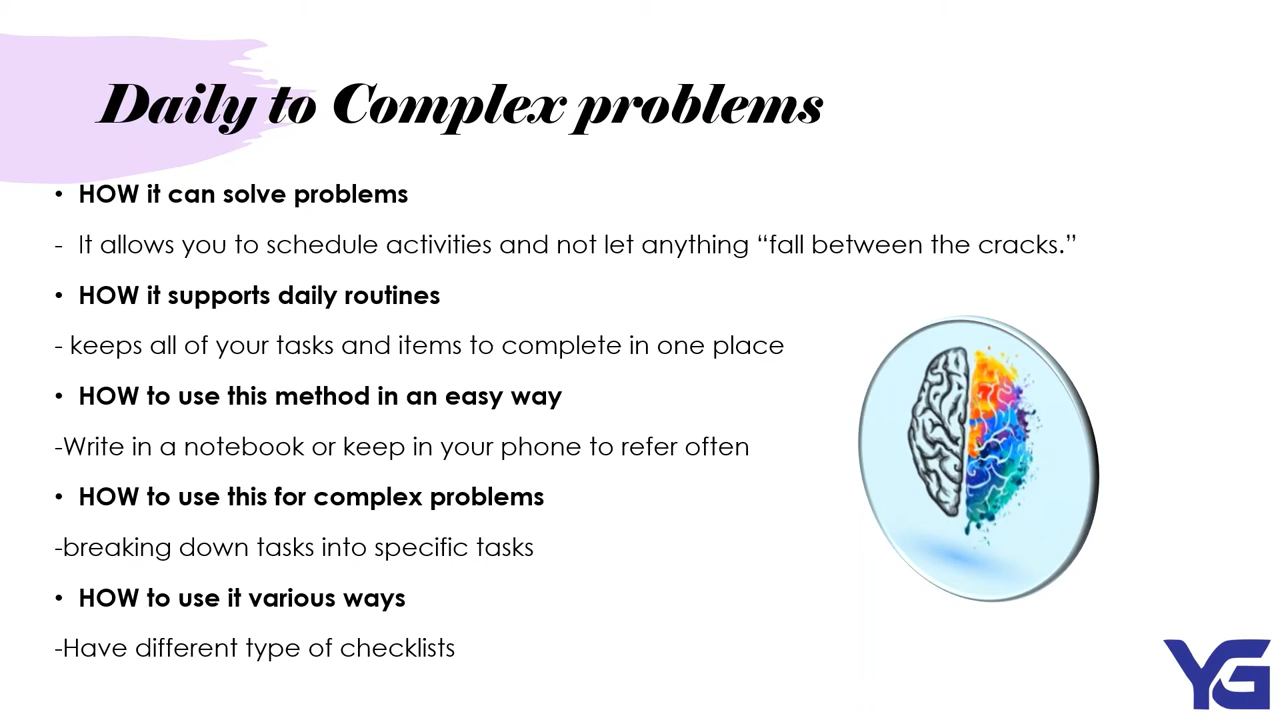 Daily to Complex problems
• HOW it can solve problems
- It allows you to schedule activities and not let anything “fall between the cracks.”
• HOW it supports daily routines
- keeps all of your tasks and items to complete in one place
• HOW to use this method in an easy way
-Write in a notebook or keep in your phone to refer often
• HOW to use this for complex problems
-breaking down tasks into specific tasks
• HOW to use it various ways
-Have different type of checklists
YG